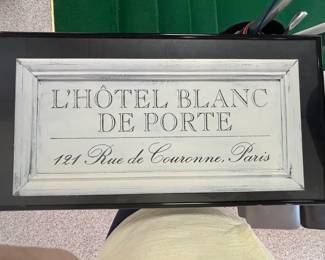 L'HÔTEL BLANC
DE PORTE
121 Rue de Couronne, Paris